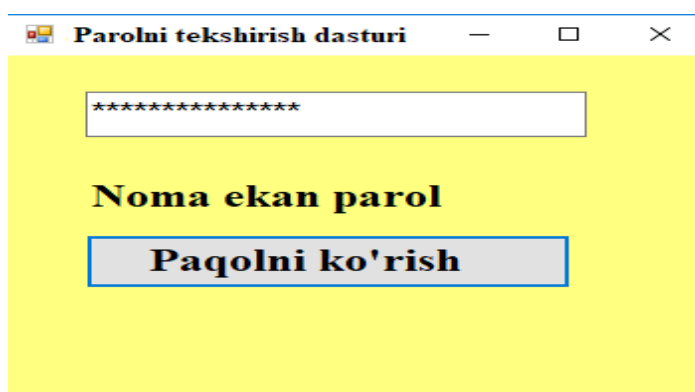 Parolni tekshirish dasturi
***************
Noma ekan parol
Paqolni ko'rish